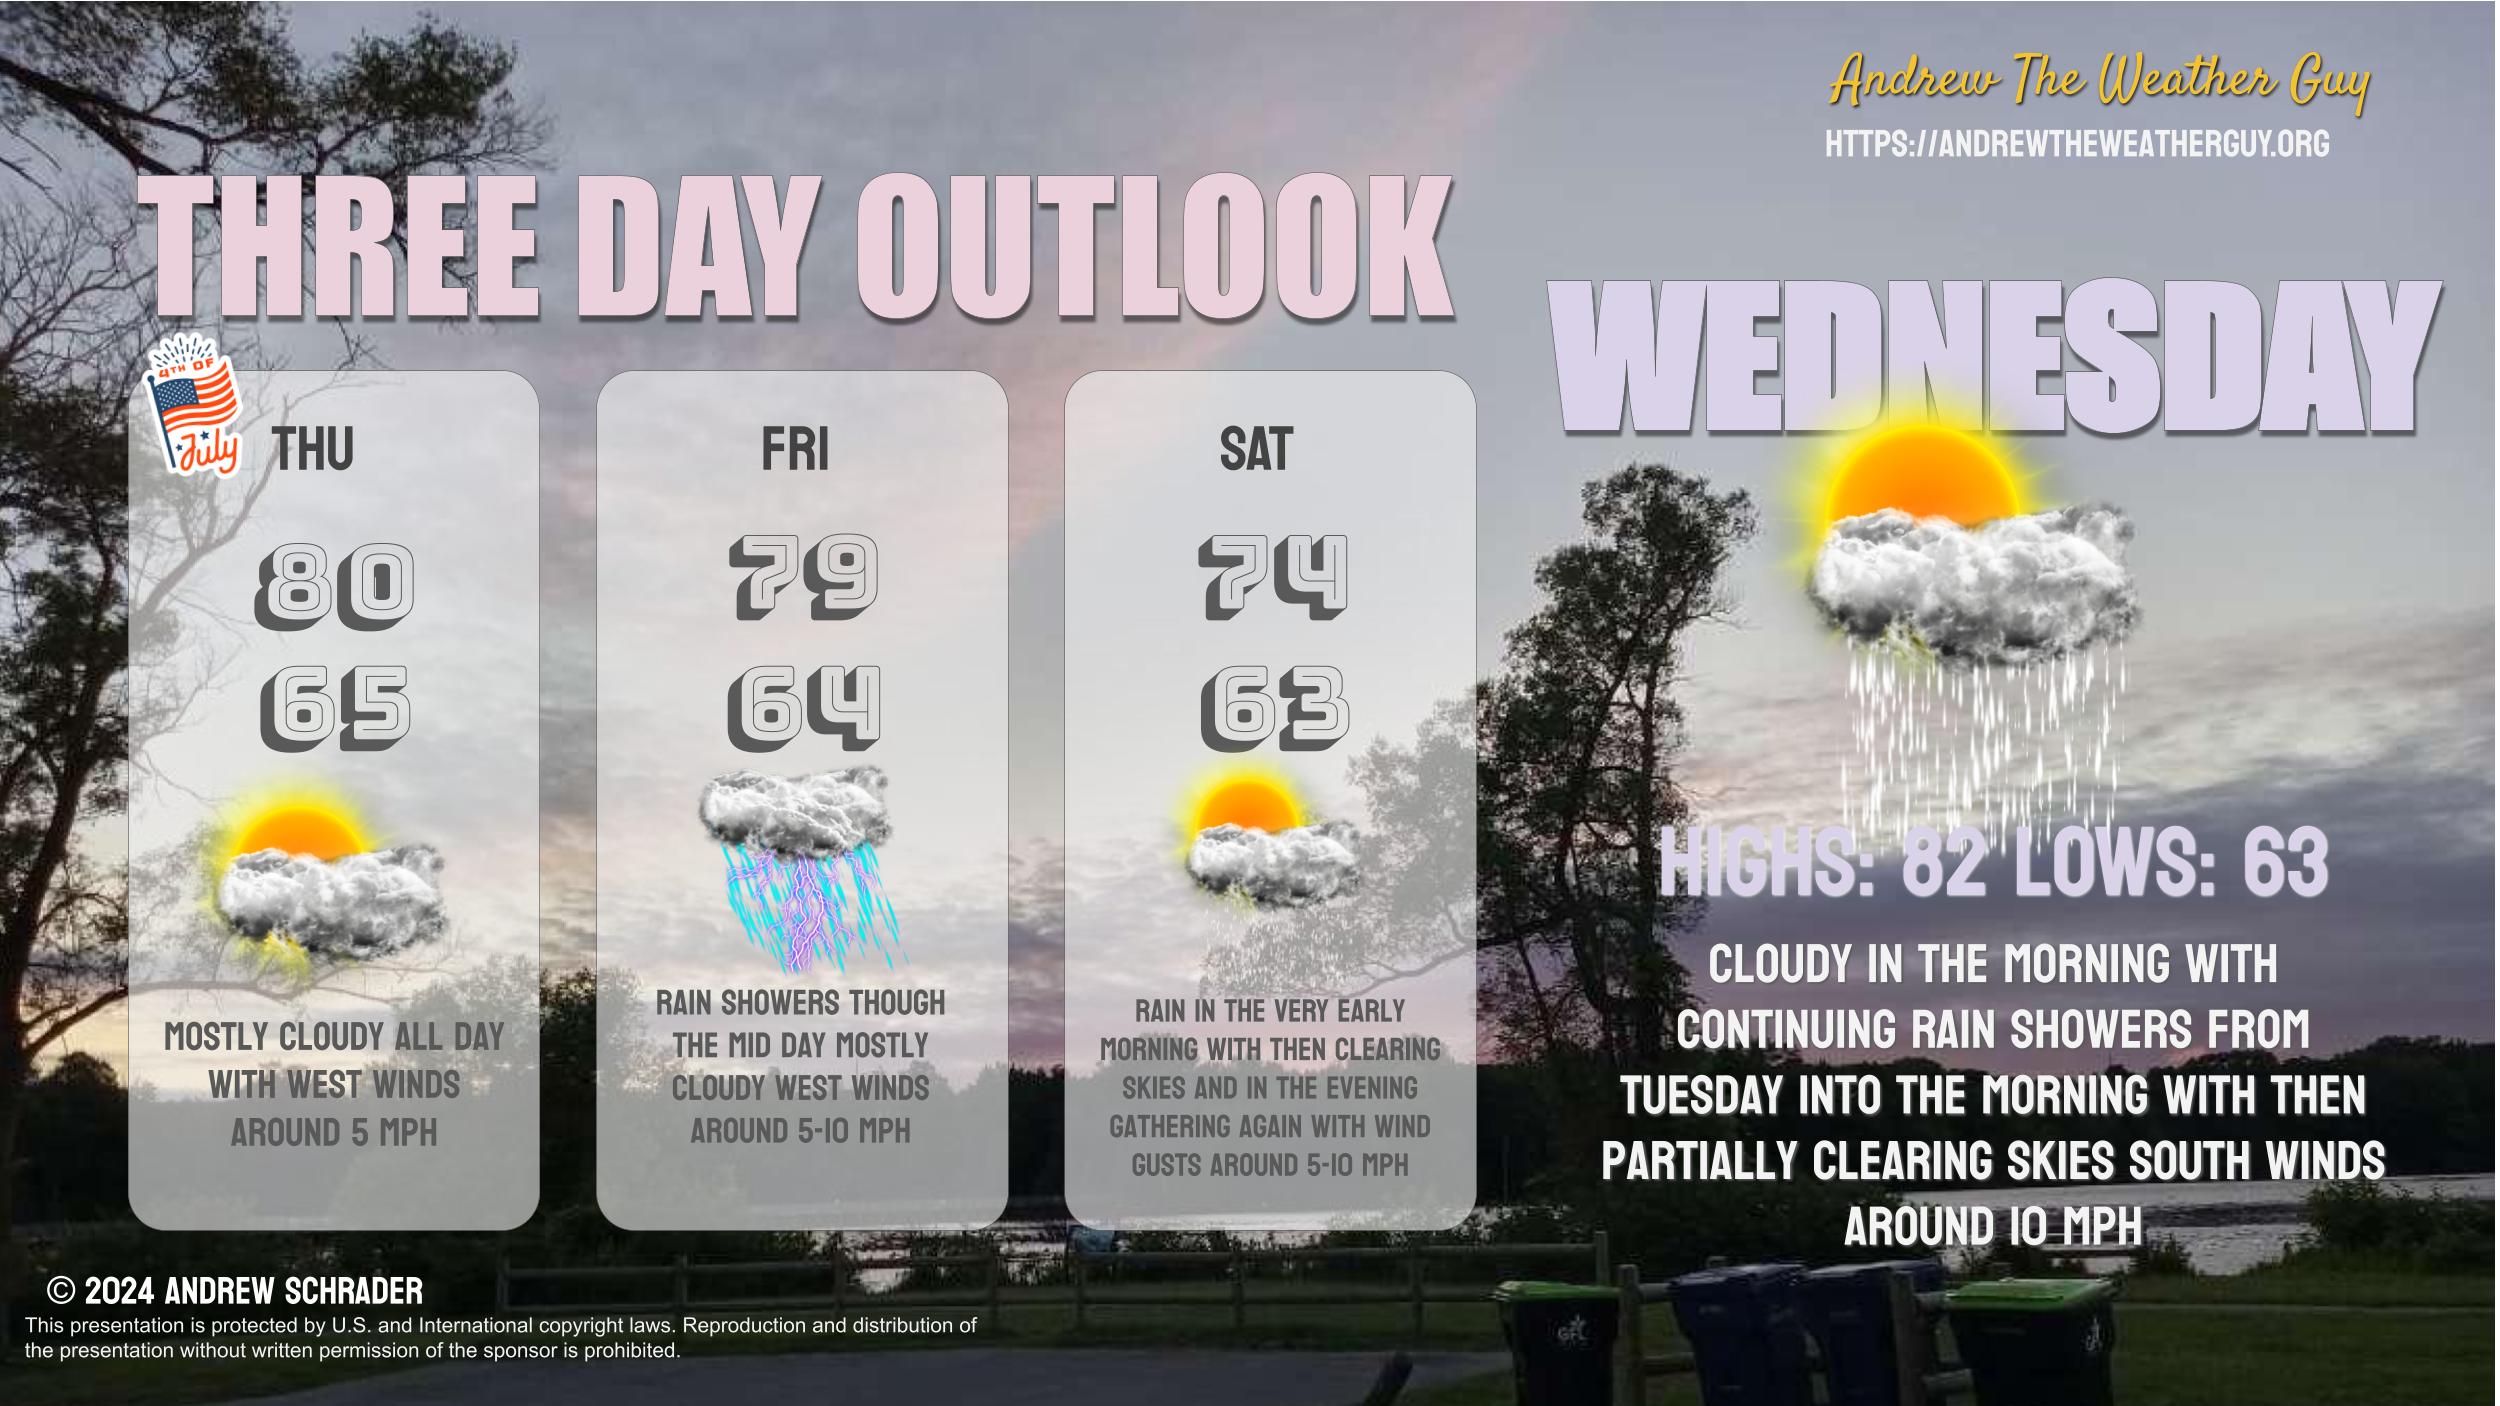 Andrew The Weather Guy
HTTPS://ANDREWTHEWEATHERGUY.ORG
THREE DAY OUTLOOK
4TH OF
July
THU
80
65
MOSTLY CLOUDY ALL DAY
WITH WEST WINDS
AROUND 5 MPH
FRI
79
64
RAIN SHOWERS THOUGH
THE MID DAY MOSTLY
CLOUDY WEST WINDS
AROUND 5-10 MPH
SAT
74
63
RAIN IN THE VERY EARLY
MORNING WITH THEN CLEARING
SKIES AND IN THE EVENING
GATHERING AGAIN WITH WIND
GUSTS AROUND 5-10 MPH
WEDNESDAY
HIGHS: 82 LOWS: 63
CLOUDY IN THE MORNING WITH
CONTINUING RAIN SHOWERS FROM
TUESDAY INTO THE MORNING WITH THEN
PARTIALLY CLEARING SKIES SOUTH WINDS
AROUND 10 MPH
© 2024 ANDREW SCHRADER
This presentation is protected by U.S. and International copyright laws. Reproduction and distribution of
the presentation without written permission of the sponsor is prohibited.
GFL